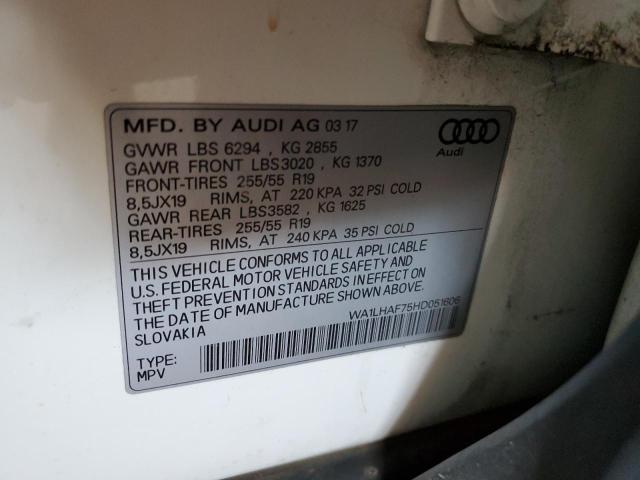 MFD. BY AUDI AG 03 17
Audi
GVWR LBS 6294 , KG 2855
GAWR FRONT LBS3020 , KG 1370
FRONT-TIRES 255/55 R19
8,5JX19 RIMS, AT 220 KPA 32 PSI COLD
GAWR REAR LBS3582 , KG 1625
REAR-TIRES 255/55 R19
8,5JX19 RIMS, AT 240 KPA 35 PSI COLD
THIS VEHICLE CONFORMS TO ALL APPLICABLE
U.S. FEDERAL MOTOR VEHICLE SAFETY AND
THEFT PREVENTION STANDARDS IN EFFECT ON
THE DATE OF MANUFACTURE SHOWN ABOVE.
SLOVAKIA
WA1LHAF75HD051606
TYPE:
MPV